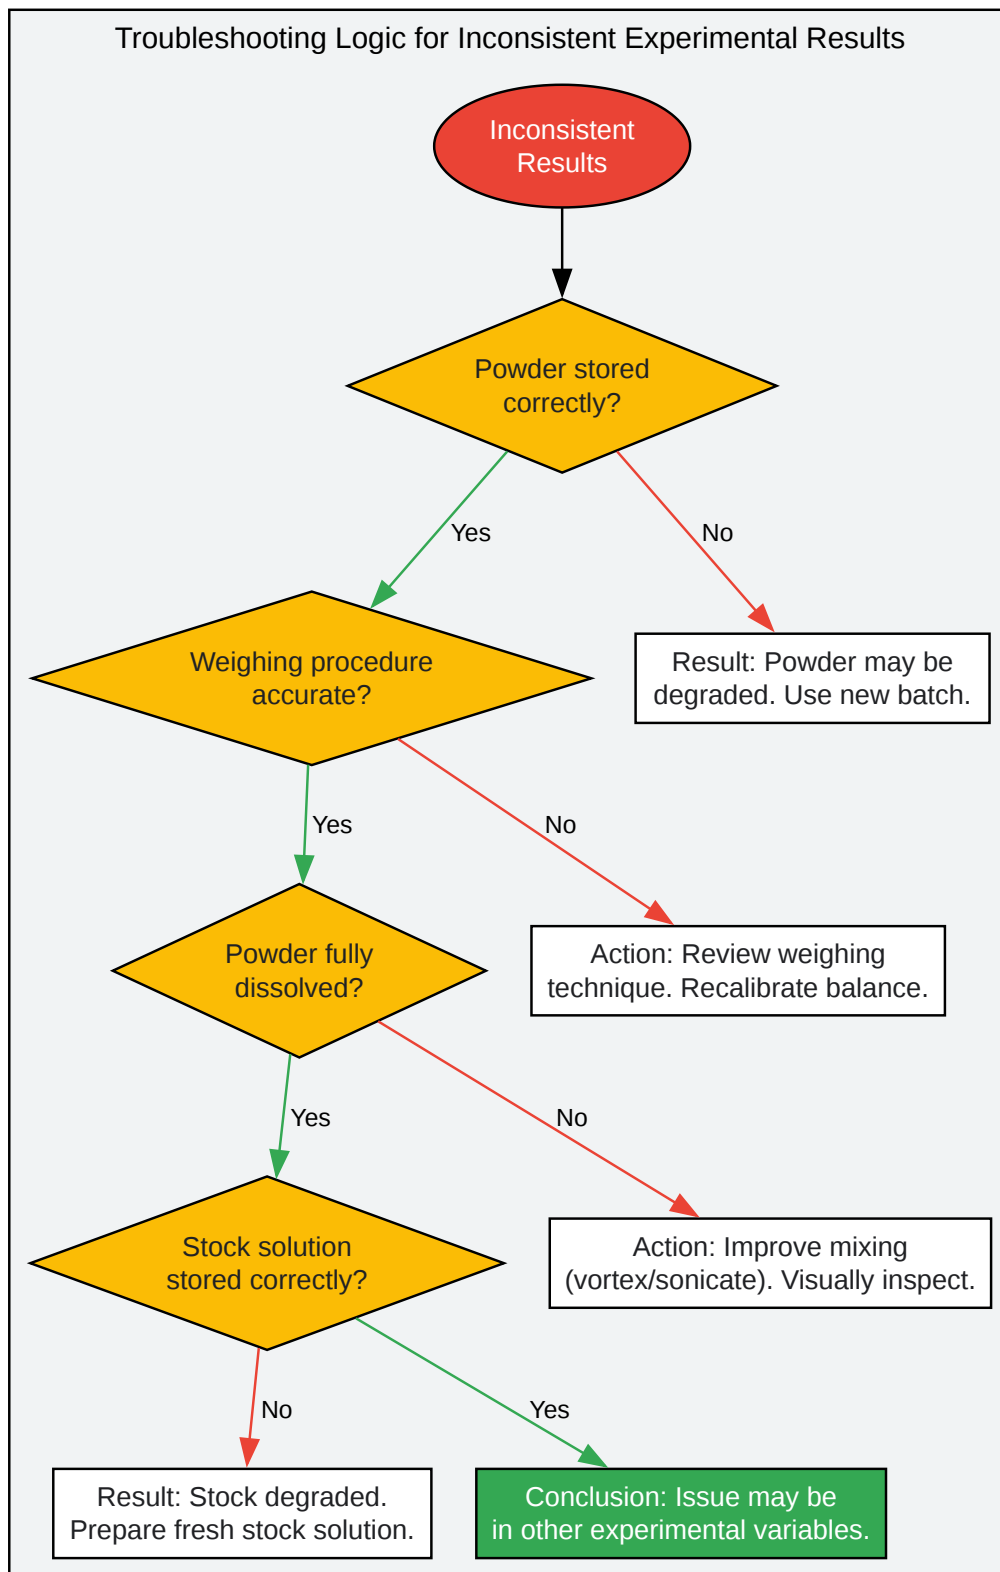 Troubleshooting Logic for Inconsistent Experimental Results
Inconsistent
Results
Powder stored
correctly?
Yes
No
Weighing procedure
accurate?
Result: Powder may be
degraded. Use new batch.
Yes
No
Powder fully
dissolved?
Action: Review weighing
technique. Recalibrate balance.
Yes
No
Stock solution
stored correctly?
Action: Improve mixing
(vortex/sonicate). Visually inspect.
No
Yes
Result: Stock degraded.
Prepare fresh stock solution.
Conclusion: Issue may be
in other experimental variables.